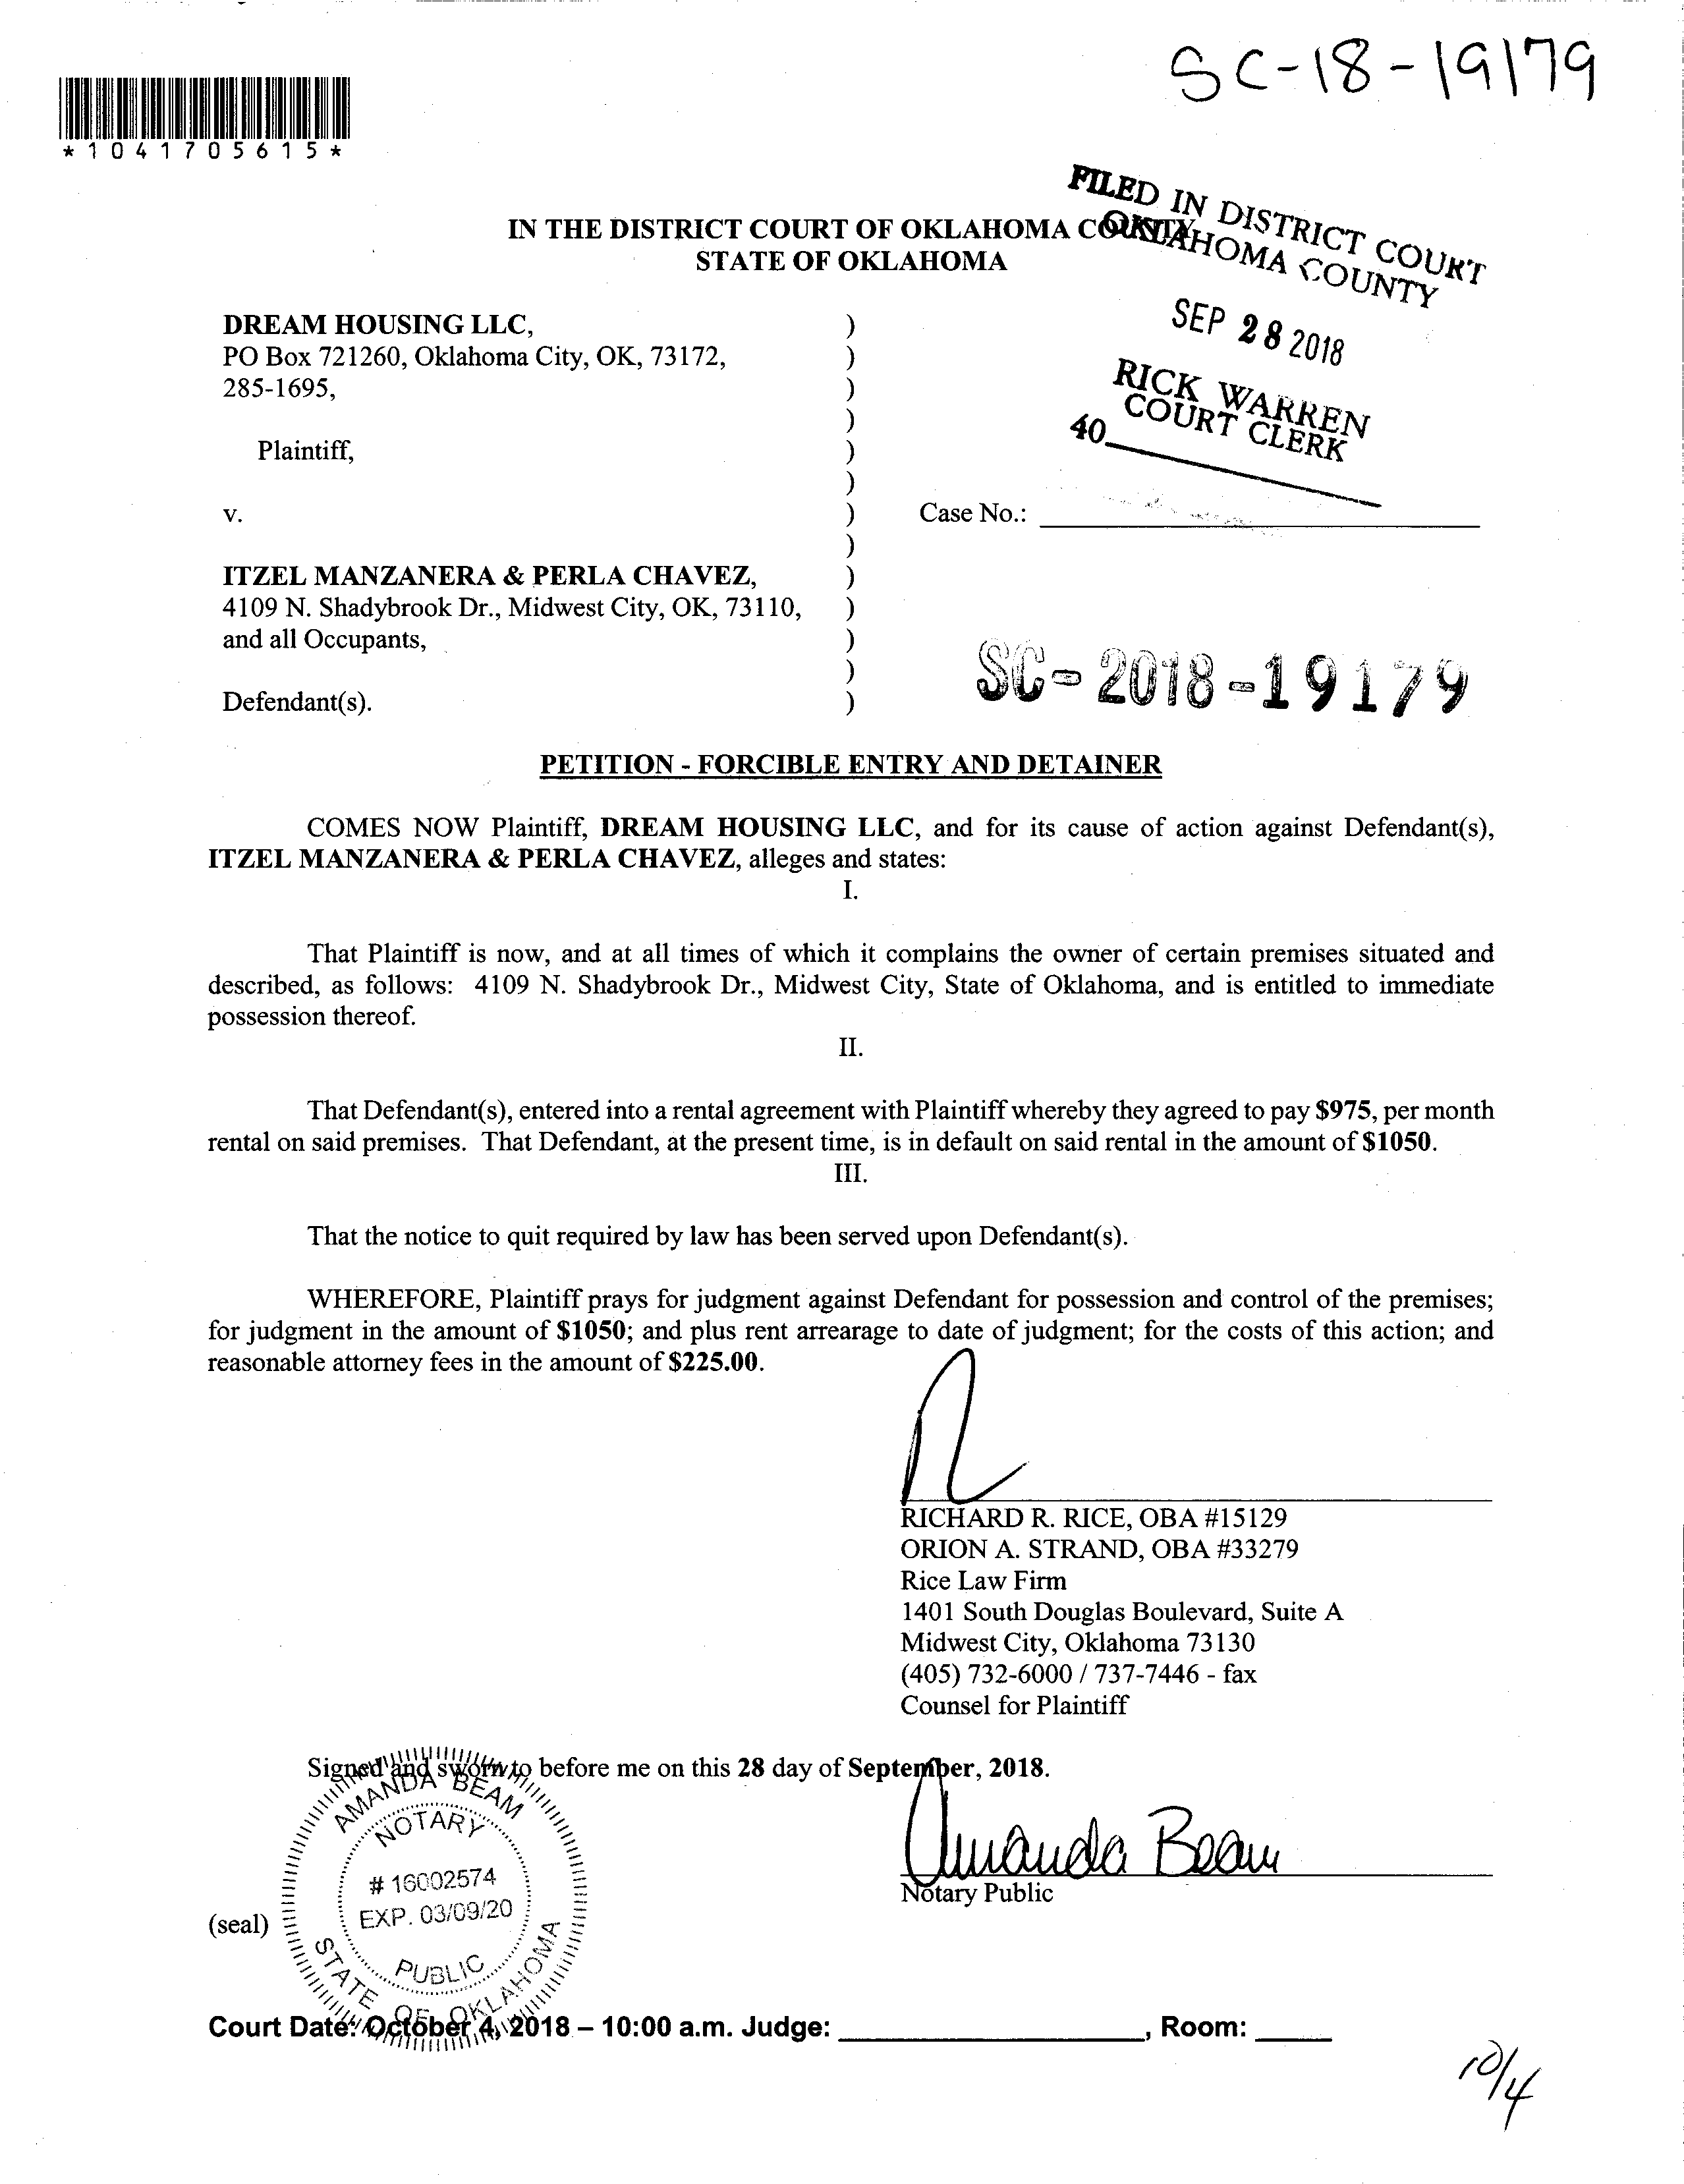 SC-18-19179
*1041705615*
FILED IN DISTRICT COURT
OKLAHOMA COUNTY
IN THE DISTRICT COURT OF OKLAHOMA COUNTY
STATE OF OKLAHOMA
SEP 28 2018
RICK WARREN
COURT CLERK
40
DREAM HOUSING LLC, )
PO Box 721260, Oklahoma City, OK, 73172, )
285-1695, )
)
Plaintiff, )
)
v. ) Case No.:
)
ITZEL MANZANERA & PERLA CHAVEZ, )
4109 N. Shadybrook Dr., Midwest City, OK, 73110, )
and all Occupants, )
)
Defendant(s). )
SC-2018-19179
PETITION - FORCIBLE ENTRY AND DETAINER
COMES NOW Plaintiff, DREAM HOUSING LLC, and for its cause of action against Defendant(s),
ITZEL MANZANERA & PERLA CHAVEZ, alleges and states:
I.
That Plaintiff is now, and at all times of which it complains the owner of certain premises situated and
described, as follows: 4109 N. Shadybrook Dr., Midwest City, State of Oklahoma, and is entitled to immediate
possession thereof.
II.
That Defendant(s), entered into a rental agreement with Plaintiff whereby they agreed to pay $975, per month
rental on said premises. That Defendant, at the present time, is in default on said rental in the amount of $1050.
III.
That the notice to quit required by law has been served upon Defendant(s).
WHEREFORE, Plaintiff prays for judgment against Defendant for possession and control of the premises;
for judgment in the amount of $1050; and plus rent arrearage to date of judgment; for the costs of this action; and
reasonable attorney fees in the amount of $225.00.
RICHARD R. RICE, OBA #15129
ORION A. STRAND, OBA #33279
Rice Law Firm
1401 South Douglas Boulevard, Suite A
Midwest City, Oklahoma 73130
(405) 732-6000 / 737-7446 - fax
Counsel for Plaintiff
Signed and sworn to before me on this 28 day of September, 2018.
AMANDA BEAM
NOTARY
# 16002574
EXP. 03/09/20
PUBLIC
STATE OF OKLAHOMA
Amanda Beam
Notary Public
(seal)
Court Date: October 4, 2018 – 10:00 a.m. Judge: , Room:
10/4